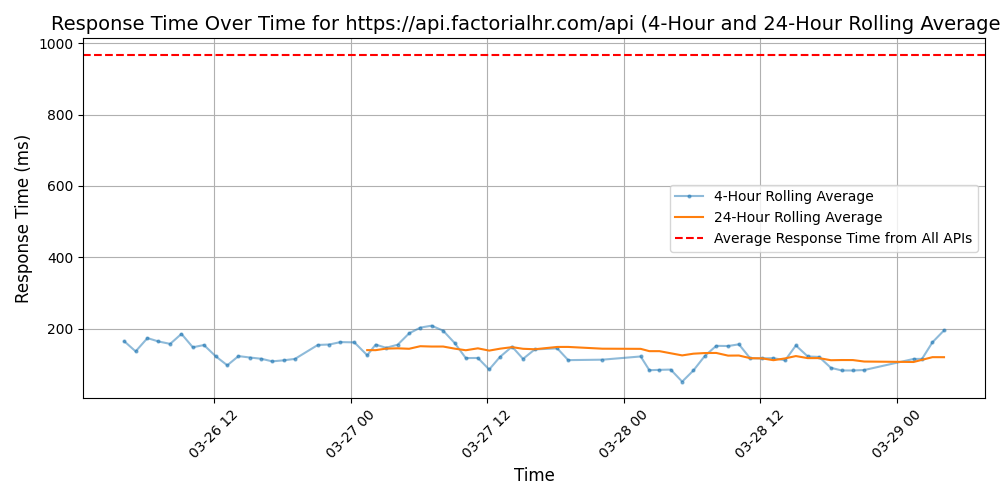 Response Time Over Time for https://api.factorialhr.com/api (4-Hour and 24-Hour Rolling Average
Response Time (ms)
1000
800
600
400
200
4-Hour Rolling Average
24-Hour Rolling Average
Average Response Time from All APIs
03-26 12
03-27 00
03-27 12
03-28 00
03-28 12
03-29 00
Time